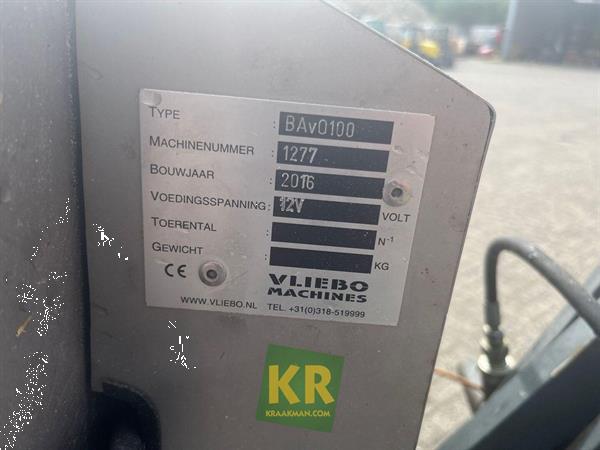 TYPE : BAv0100
MACHINENUMMER : 1277
BOUWJAAR : 2016
VOEDINGSSPANNING: 12V VOLT
TOERENTAL : N⁻¹
GEWICHT : KG
CE VLIEBO
MACHINES
WWW.VLIEBO.NL TEL. +31(0)318-519999
KR
KRAAKMAN.COM